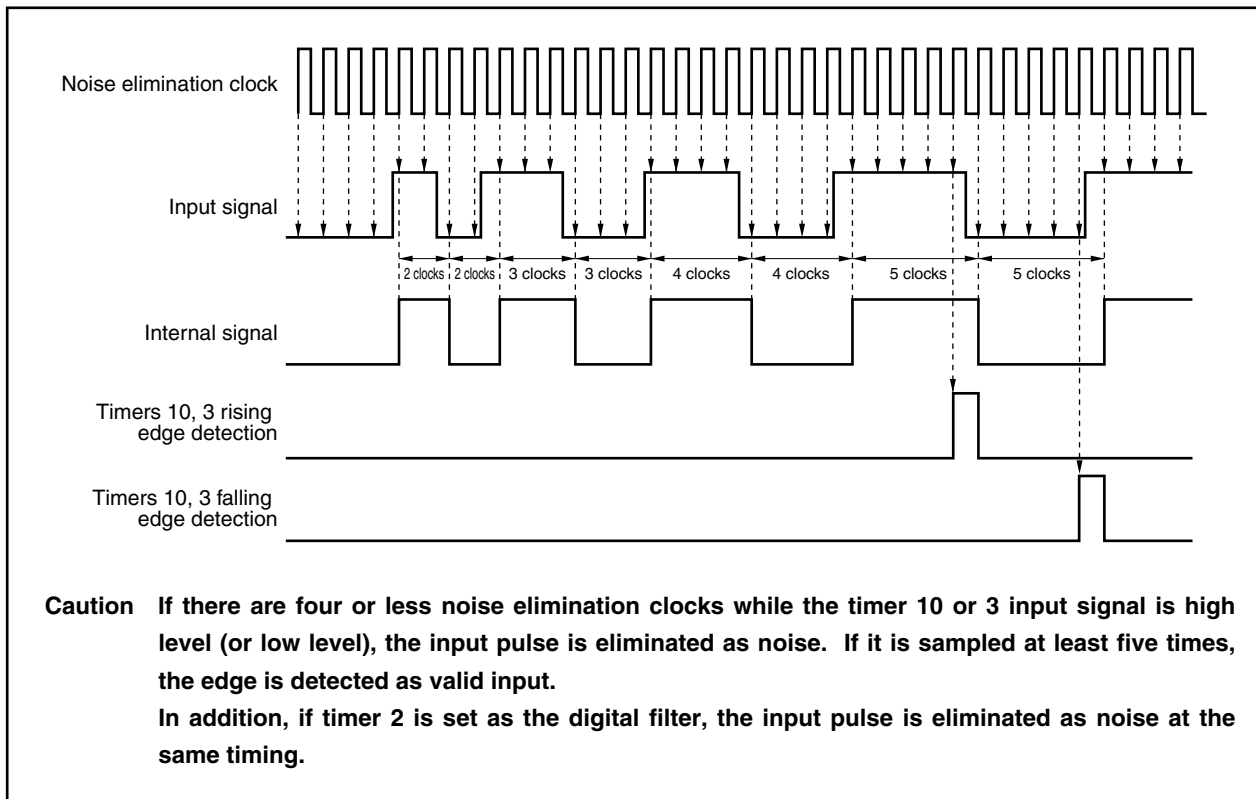 Noise elimination clock
Input signal
2 clocks 2 clocks 3 clocks 3 clocks 4 clocks 4 clocks 5 clocks 5 clocks
Internal signal
Timers 10, 3 rising
edge detection
Timers 10, 3 falling
edge detection
Caution If there are four or less noise elimination clocks while the timer 10 or 3 input signal is high
level (or low level), the input pulse is eliminated as noise. If it is sampled at least five times,
the edge is detected as valid input.
In addition, if timer 2 is set as the digital filter, the input pulse is eliminated as noise at the
same timing.